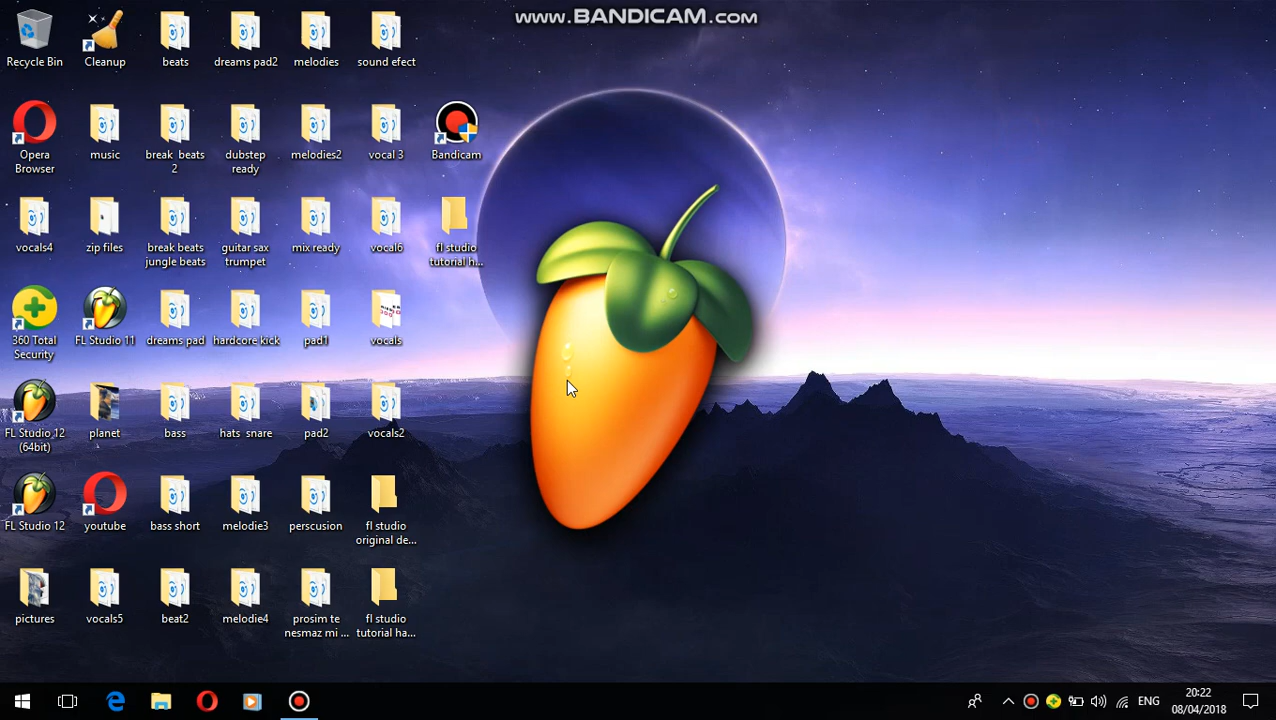 www.BANDICAM.com
Recycle Bin
Cleanup
beats
dreams pad2
melodies
sound efect
Opera
Browser
music
break beats
2
dubstep
ready
melodies2
vocal 3
Bandicam
vocals4
zip files
break beats
jungle beats
guitar sax
trumpet
mix ready
vocal6
fl studio
tutorial h...
360 Total
Security
FL Studio 11
dreams pad
hardcore kick
pad1
vocals
FL Studio 12
(64bit)
planet
bass
hats snare
pad2
vocals2
FL Studio 12
youtube
bass short
melodie3
perscusion
fl studio
original de...
pictures
vocals5
beat2
melodie4
prosim te
nesmaz mi ...
fl studio
tutorial ha...
ENG
20:22
08/04/2018